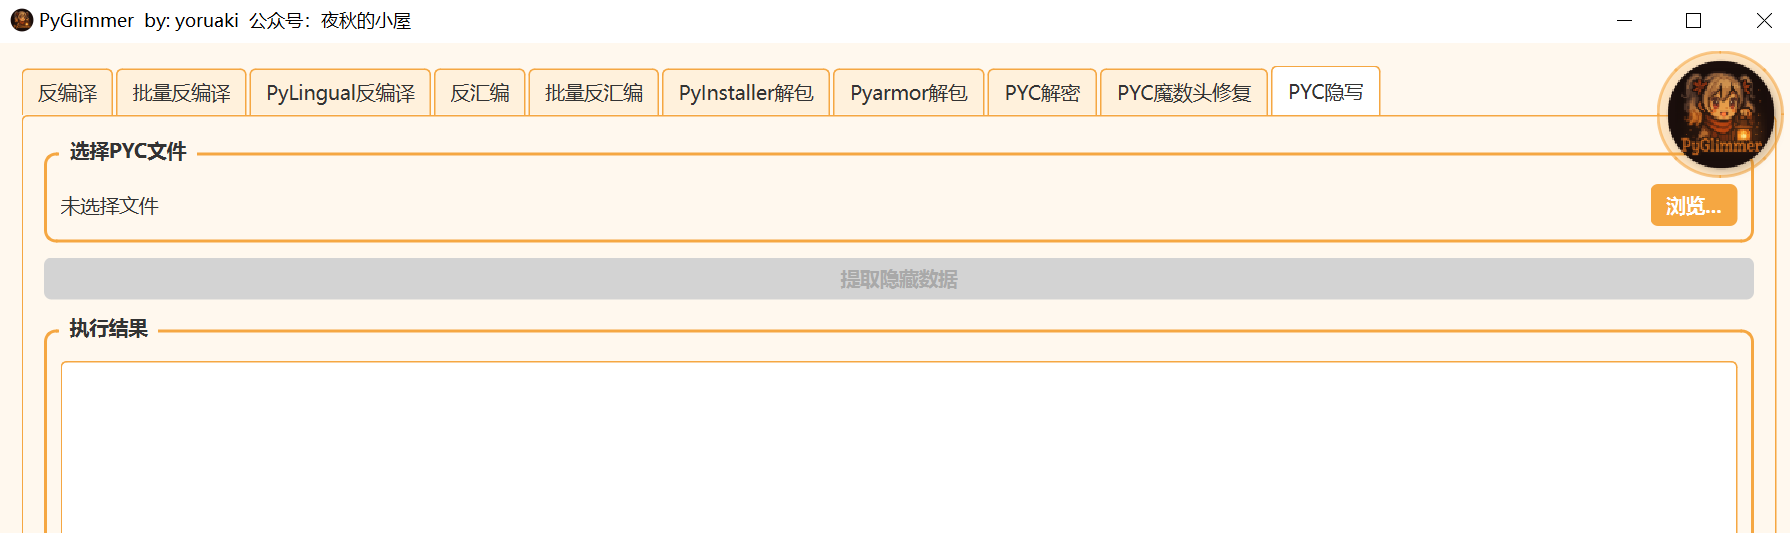 PyGlimmer by: yoruaki 公众号：夜秋的小屋
反编译 批量反编译 PyLingual反编译 反汇编 批量反汇编 PyInstaller解包 Pyarmor解包 PYC解密 PYC魔数头修复 PYC隐写
PyGlimmer
选择PYC文件
未选择文件 浏览...
提取隐藏数据
执行结果